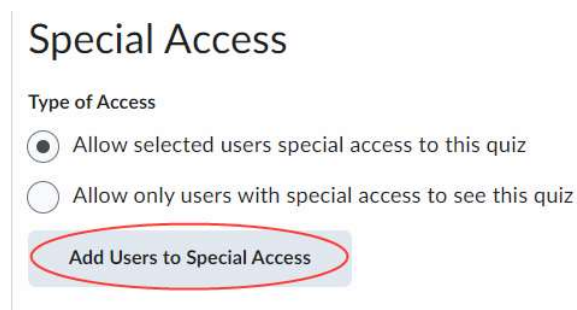 Special Access
Type of Access
Allow selected users special access to this quiz
Allow only users with special access to see this quiz
Add Users to Special Access